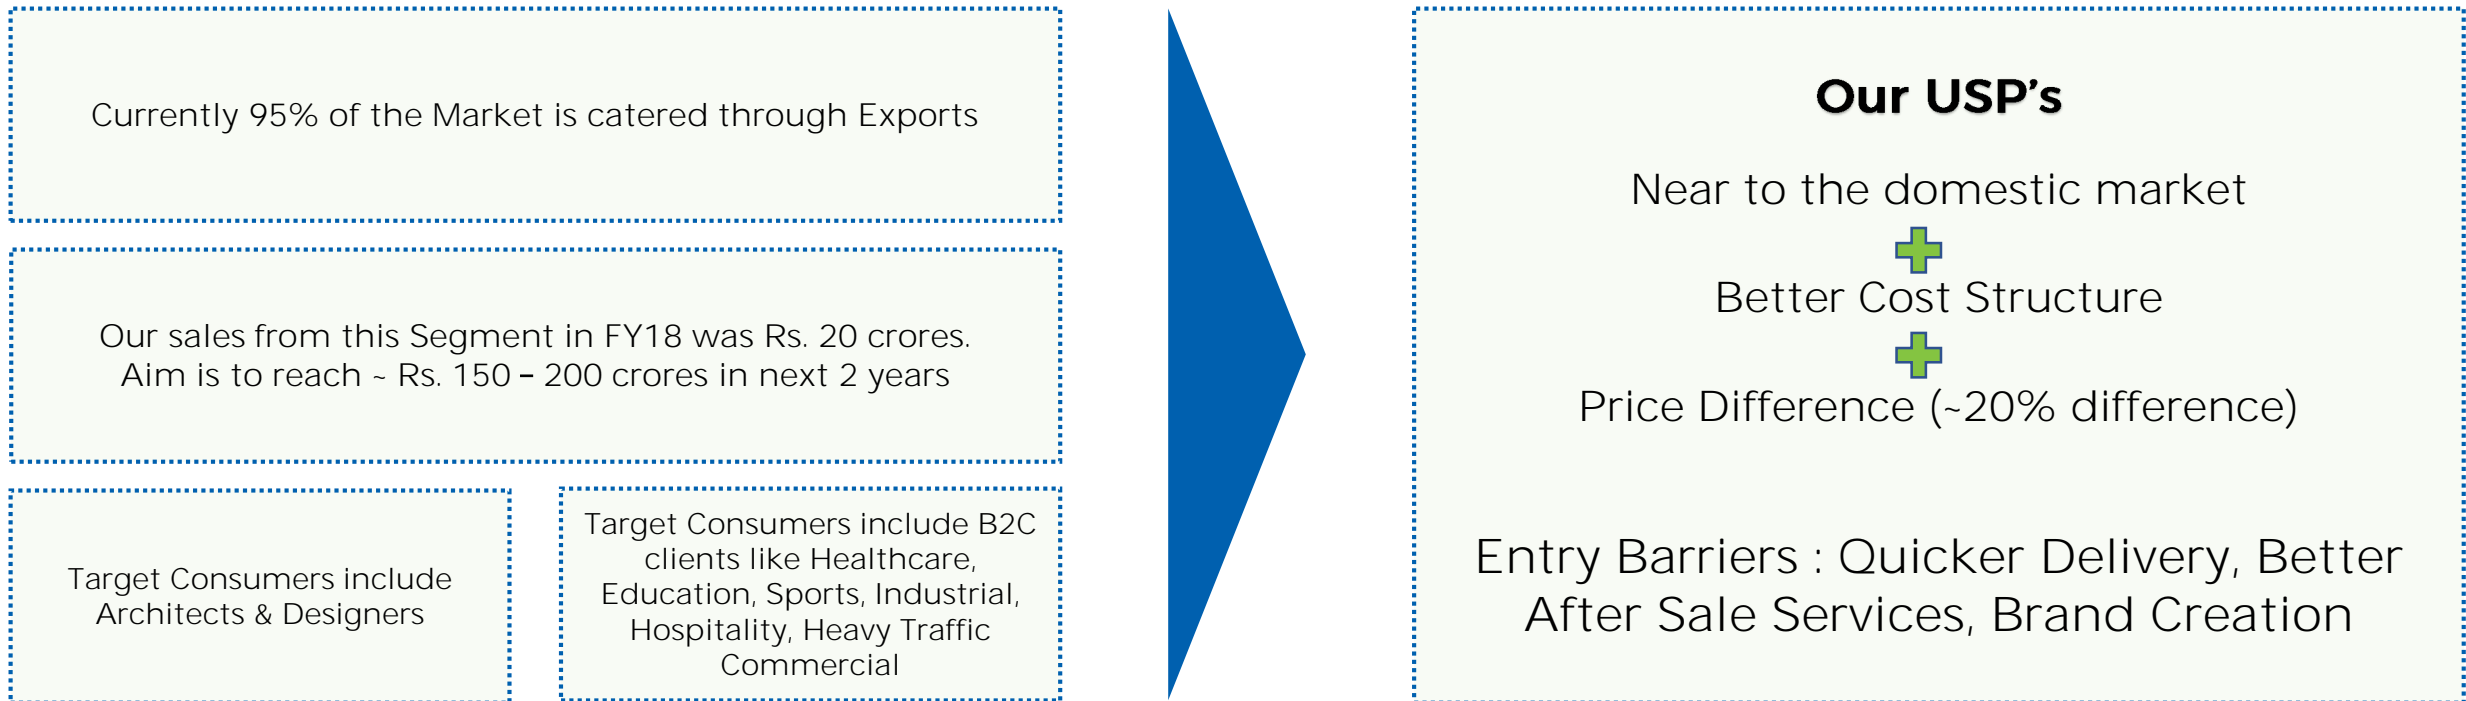 Currently 95% of the Market is catered through Exports
Our sales from this Segment in FY18 was Rs. 20 crores.
Aim is to reach ~ Rs. 150 – 200 crores in next 2 years
Target Consumers include
Architects & Designers
Target Consumers include B2C
clients like Healthcare,
Education, Sports, Industrial,
Hospitality, Heavy Traffic
Commercial
Our USP’s
Near to the domestic market
Better Cost Structure
Price Difference (~20% difference)
Entry Barriers : Quicker Delivery, Better
After Sale Services, Brand Creation